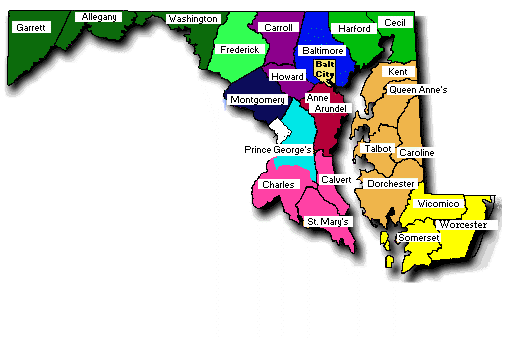 Garrett
Allegany
Washington
Frederick
Carroll
Baltimore
Harford
Cecil
Balt
City
Howard
Montgomery
Anne
Arundel
Kent
Queen Anne's
Prince George's
Talbot
Caroline
Charles
Calvert
Dorchester
St. Mary's
Wicomico
Worcester
Somerset